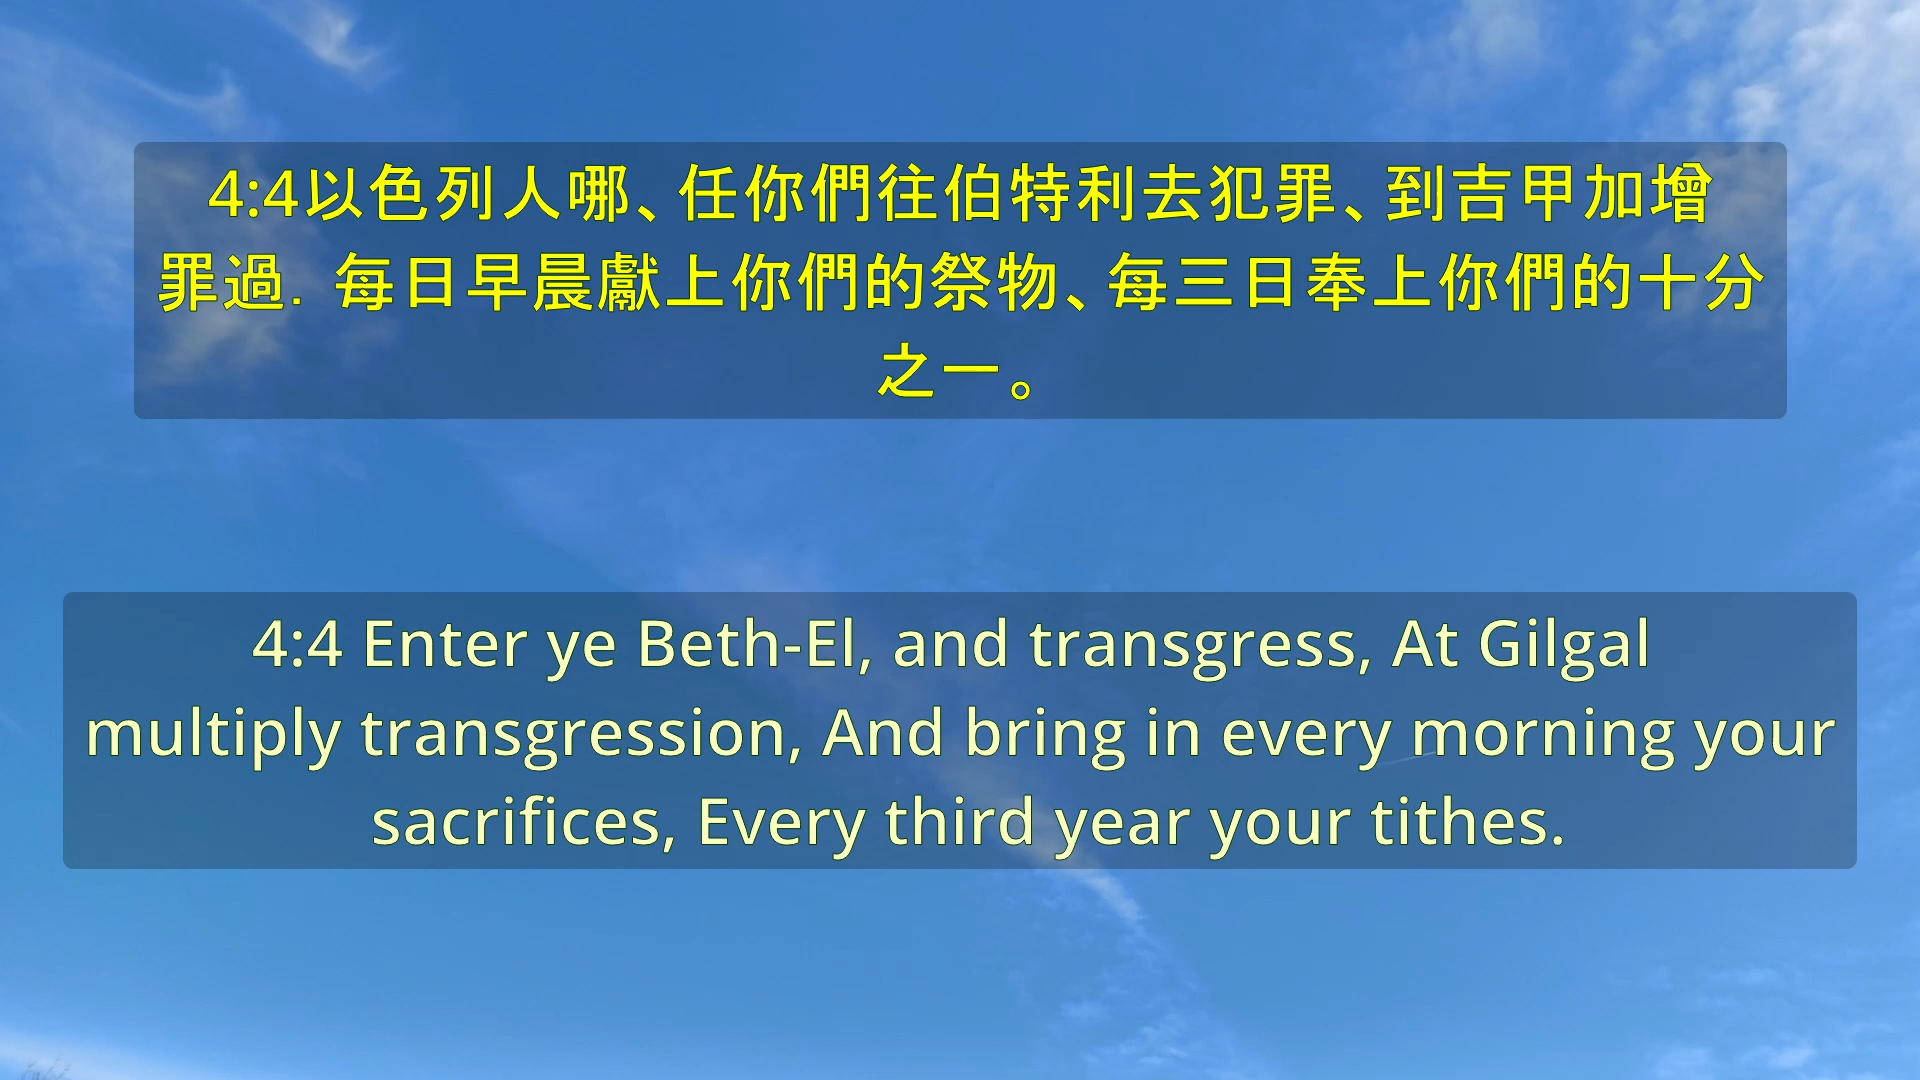 4:4以色列人哪、任你們往伯特利去犯罪、到吉甲加增
罪過．每日早晨獻上你們的祭物、每三日奉上你們的十分
之一。
4:4 Enter ye Beth-El, and transgress, At Gilgal
multiply transgression, And bring in every morning your
sacrifices, Every third year your tithes.